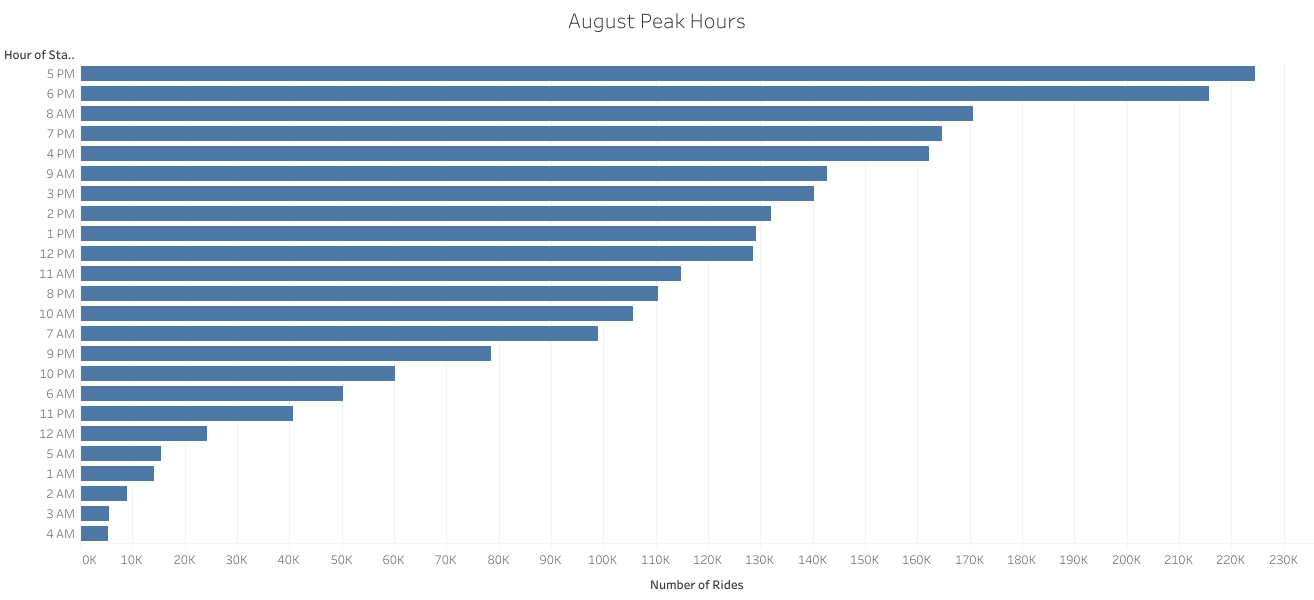 August Peak Hours
Hour of Sta..
5 PM
6 PM
8 AM
7 PM
4 PM
9 AM
3 PM
2 PM
1 PM
12 PM
11 AM
8 PM
10 AM
7 AM
9 PM
10 PM
6 AM
11 PM
12 AM
5 AM
1 AM
2 AM
3 AM
4 AM
0K 10K 20K 30K 40K 50K 60K 70K 80K 90K 100K 110K 120K 130K 140K 150K 160K 170K 180K 190K 200K 210K 220K 230K
Number of Rides